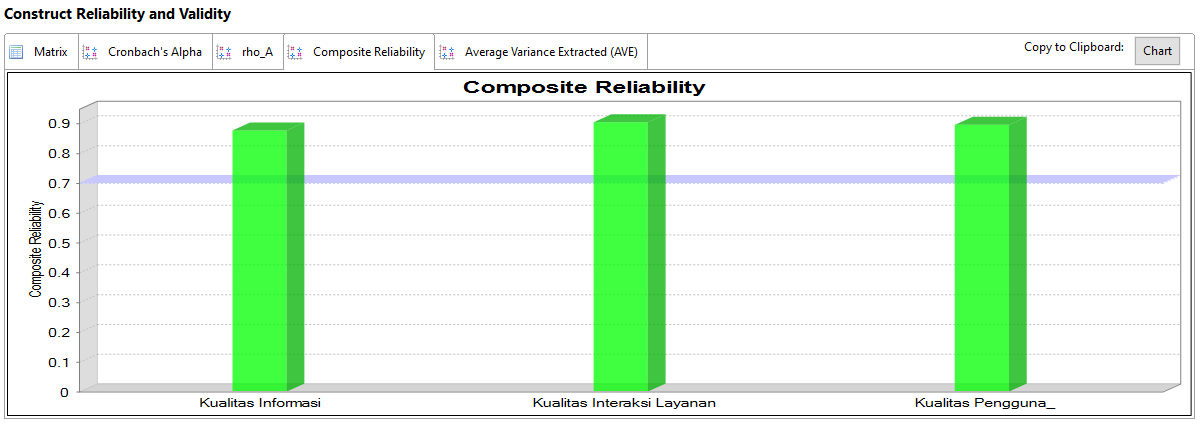 Construct Reliability and Validity
Matrix Cronbach's Alpha rho_A Composite Reliability Average Variance Extracted (AVE) Copy to Clipboard: Chart
Composite Reliability
Composite Reliability
0.9
0.8
0.7
0.6
0.5
0.4
0.3
0.2
0.1
0
Kualitas Informasi Kualitas Interaksi Layanan Kualitas Pengguna_